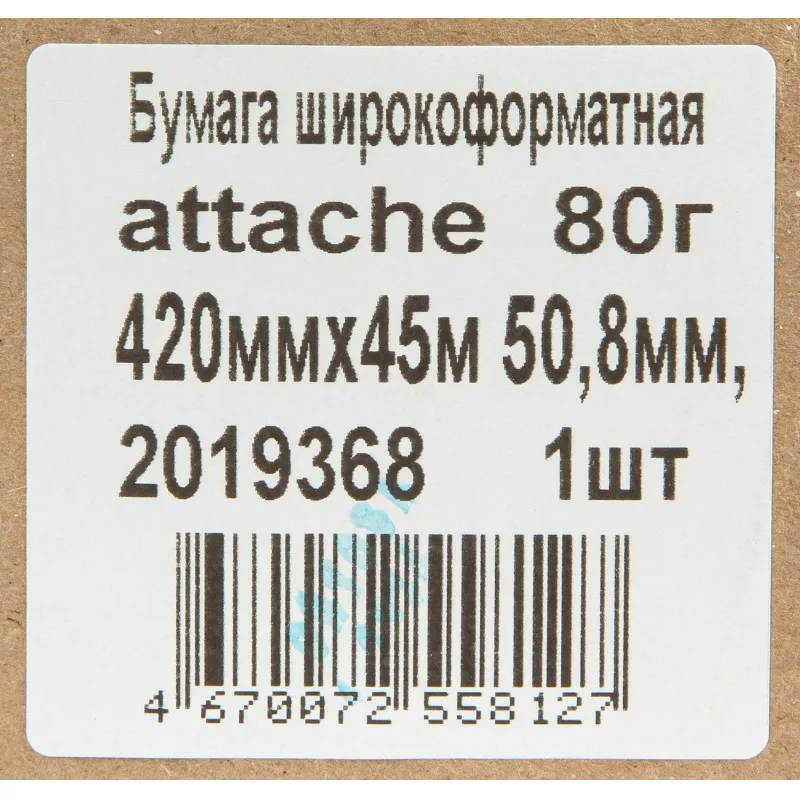 Бумага широкоформатная
attache 80г
420ммх45м 50,8мм,
2019368 1шт
4 670072 558127